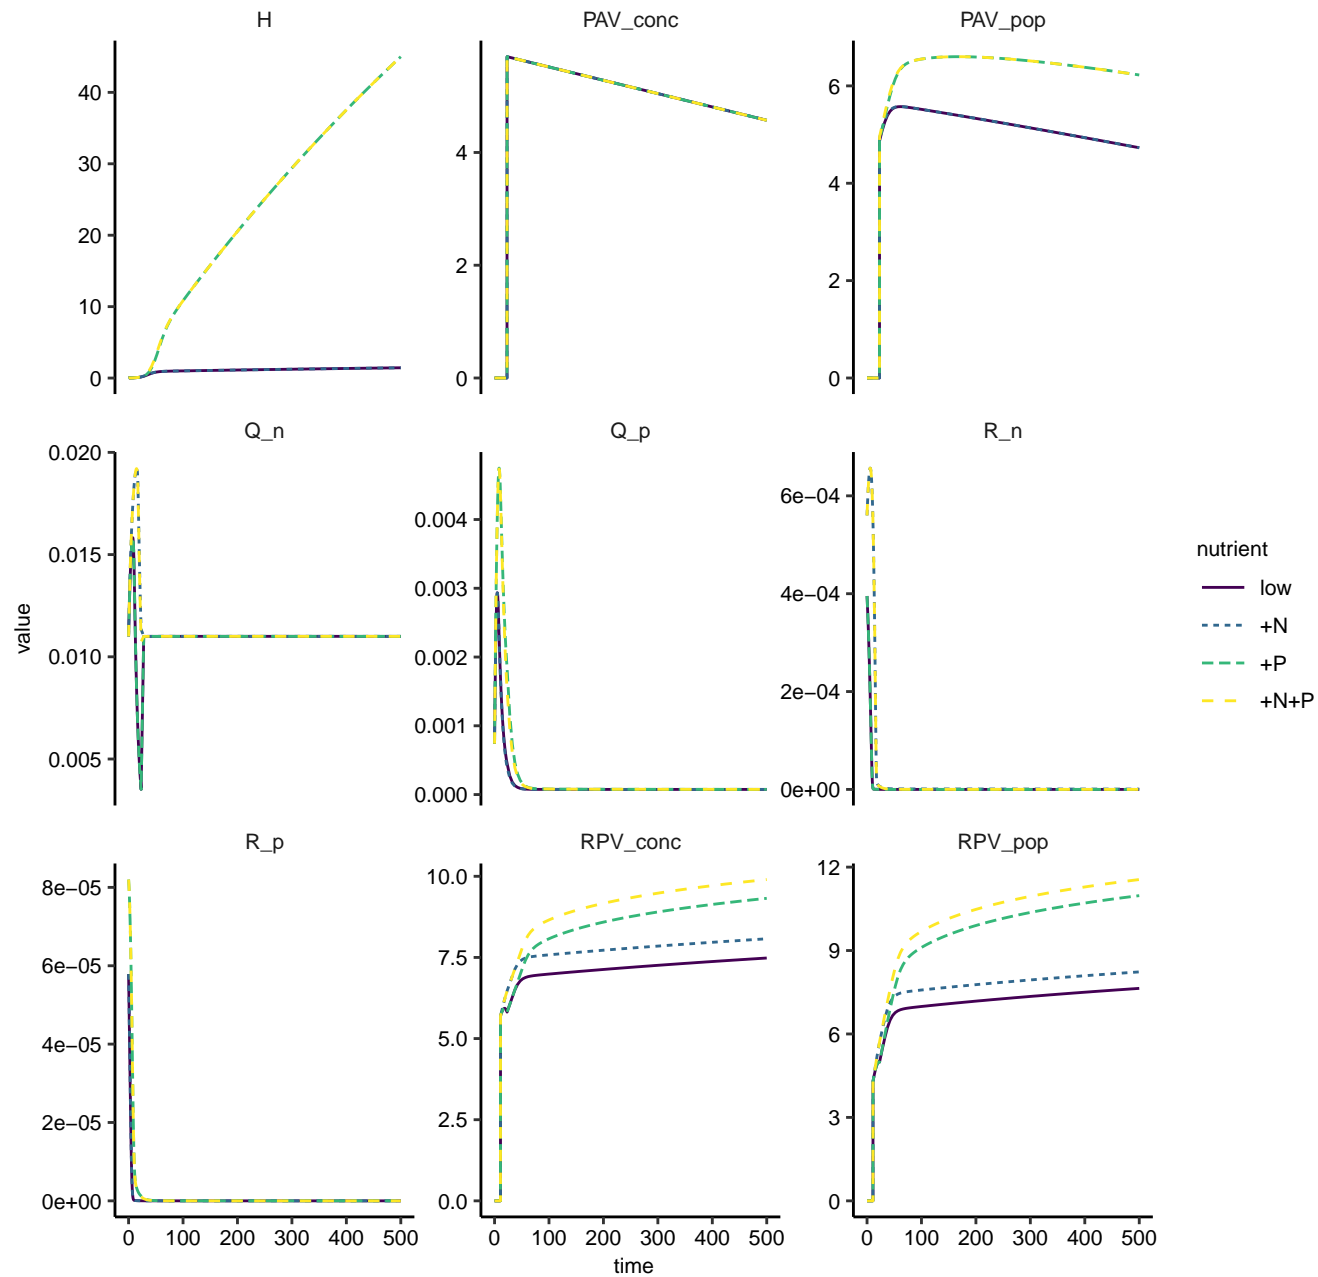 H
PAV_conc
PAV_pop
40
30
20
10
0
4
2
0
6
4
2
0
Q_n
Q_p
R_n
0.020
0.015
0.010
0.005
0.004
0.003
0.002
0.001
0.000
6e−04
4e−04
2e−04
0e+00
R_p
RPV_conc
RPV_pop
8e−05
6e−05
4e−05
2e−05
0e+00
10.0
7.5
5.0
2.5
0.0
12
9
6
3
0
0 100 200 300 400 500
0 100 200 300 400 500
0 100 200 300 400 500
time
value
nutrient
low
+N
+P
+N+P